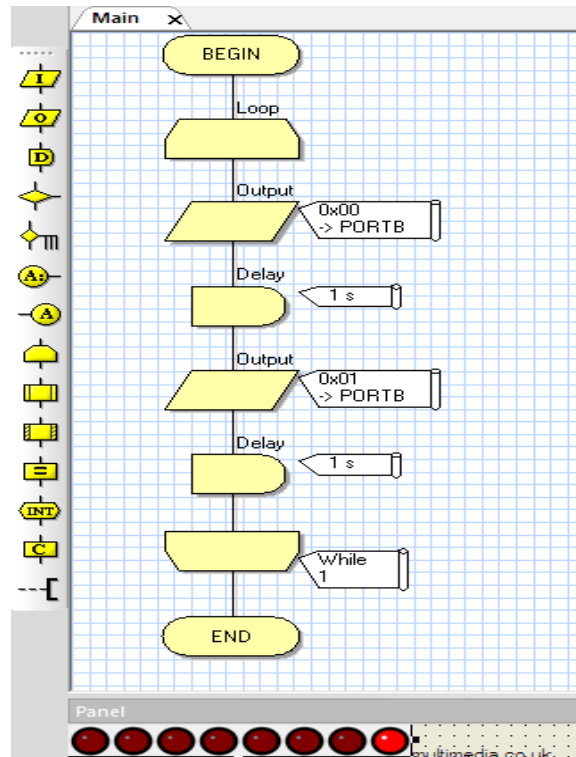 Main X
BEGIN
Loop
Output
0x00
-> PORTB
Delay
1 s
Output
0x01
-> PORTB
Delay
1 s
While
1
END
I
O
D
A:
A
=
INT
C
Panel
multimedia.co.uk